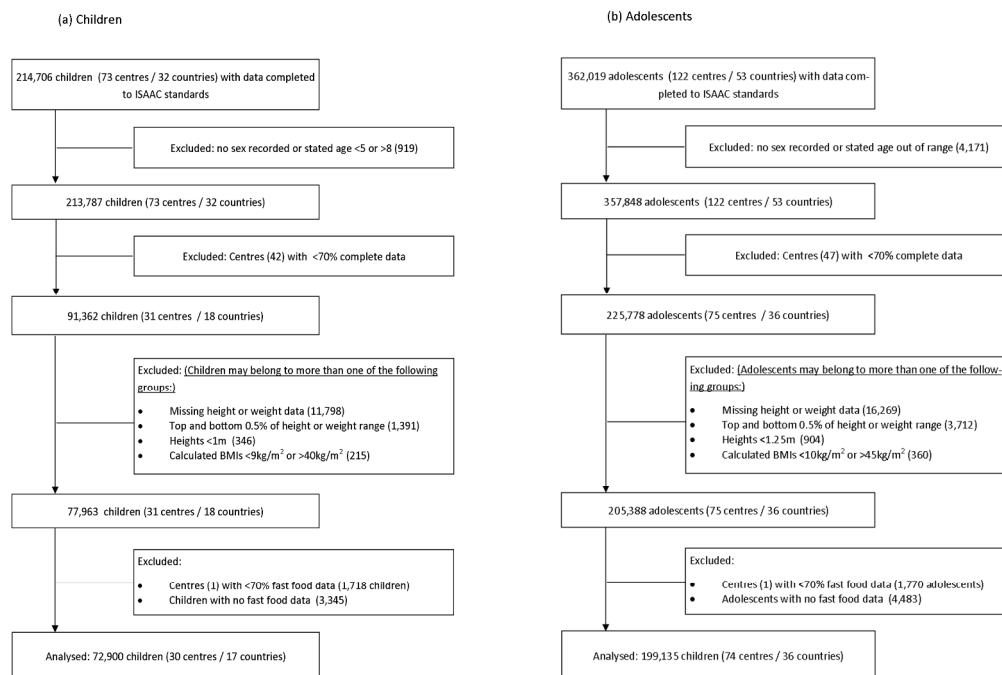 (a) Children
214,706 children (73 centres / 32 countries) with data completed
to ISAAC standards
Excluded: no sex recorded or stated age <5 or >8 (919)
213,787 children (73 centres / 32 countries)
Excluded: Centres (42) with <70% complete data
91,362 children (31 centres / 18 countries)
Excluded: (Children may belong to more than one of the following
groups:)
• Missing height or weight data (11,798)
• Top and bottom 0.5% of height or weight range (1,391)
• Heights <1m (346)
• Calculated BMIs <9kg/m² or >40kg/m² (215)
77,963 children (31 centres / 18 countries)
Excluded:
• Centres (1) with <70% fast food data (1,718 children)
• Children with no fast food data (3,345)
Analysed: 72,900 children (30 centres / 17 countries)
(b) Adolescents
362,019 adolescents (122 centres / 53 countries) with data com-
pleted to ISAAC standards
Excluded: no sex recorded or stated age out of range (4,171)
357,848 adolescents (122 centres / 53 countries)
Excluded: Centres (47) with <70% complete data
225,778 adolescents (75 centres / 36 countries)
Excluded: (Adolescents may belong to more than one of the follow-
ing groups:)
• Missing height or weight data (16,269)
• Top and bottom 0.5% of height or weight range (3,712)
• Heights <1.25m (904)
• Calculated BMIs <10kg/m² or >45kg/m² (360)
205,388 adolescents (75 centres / 36 countries)
Excluded:
• Centres (1) with <70% fast food data (1,770 adolescents)
• Adolescents with no fast food data (4,483)
Analysed: 199,135 children (74 centres / 36 countries)